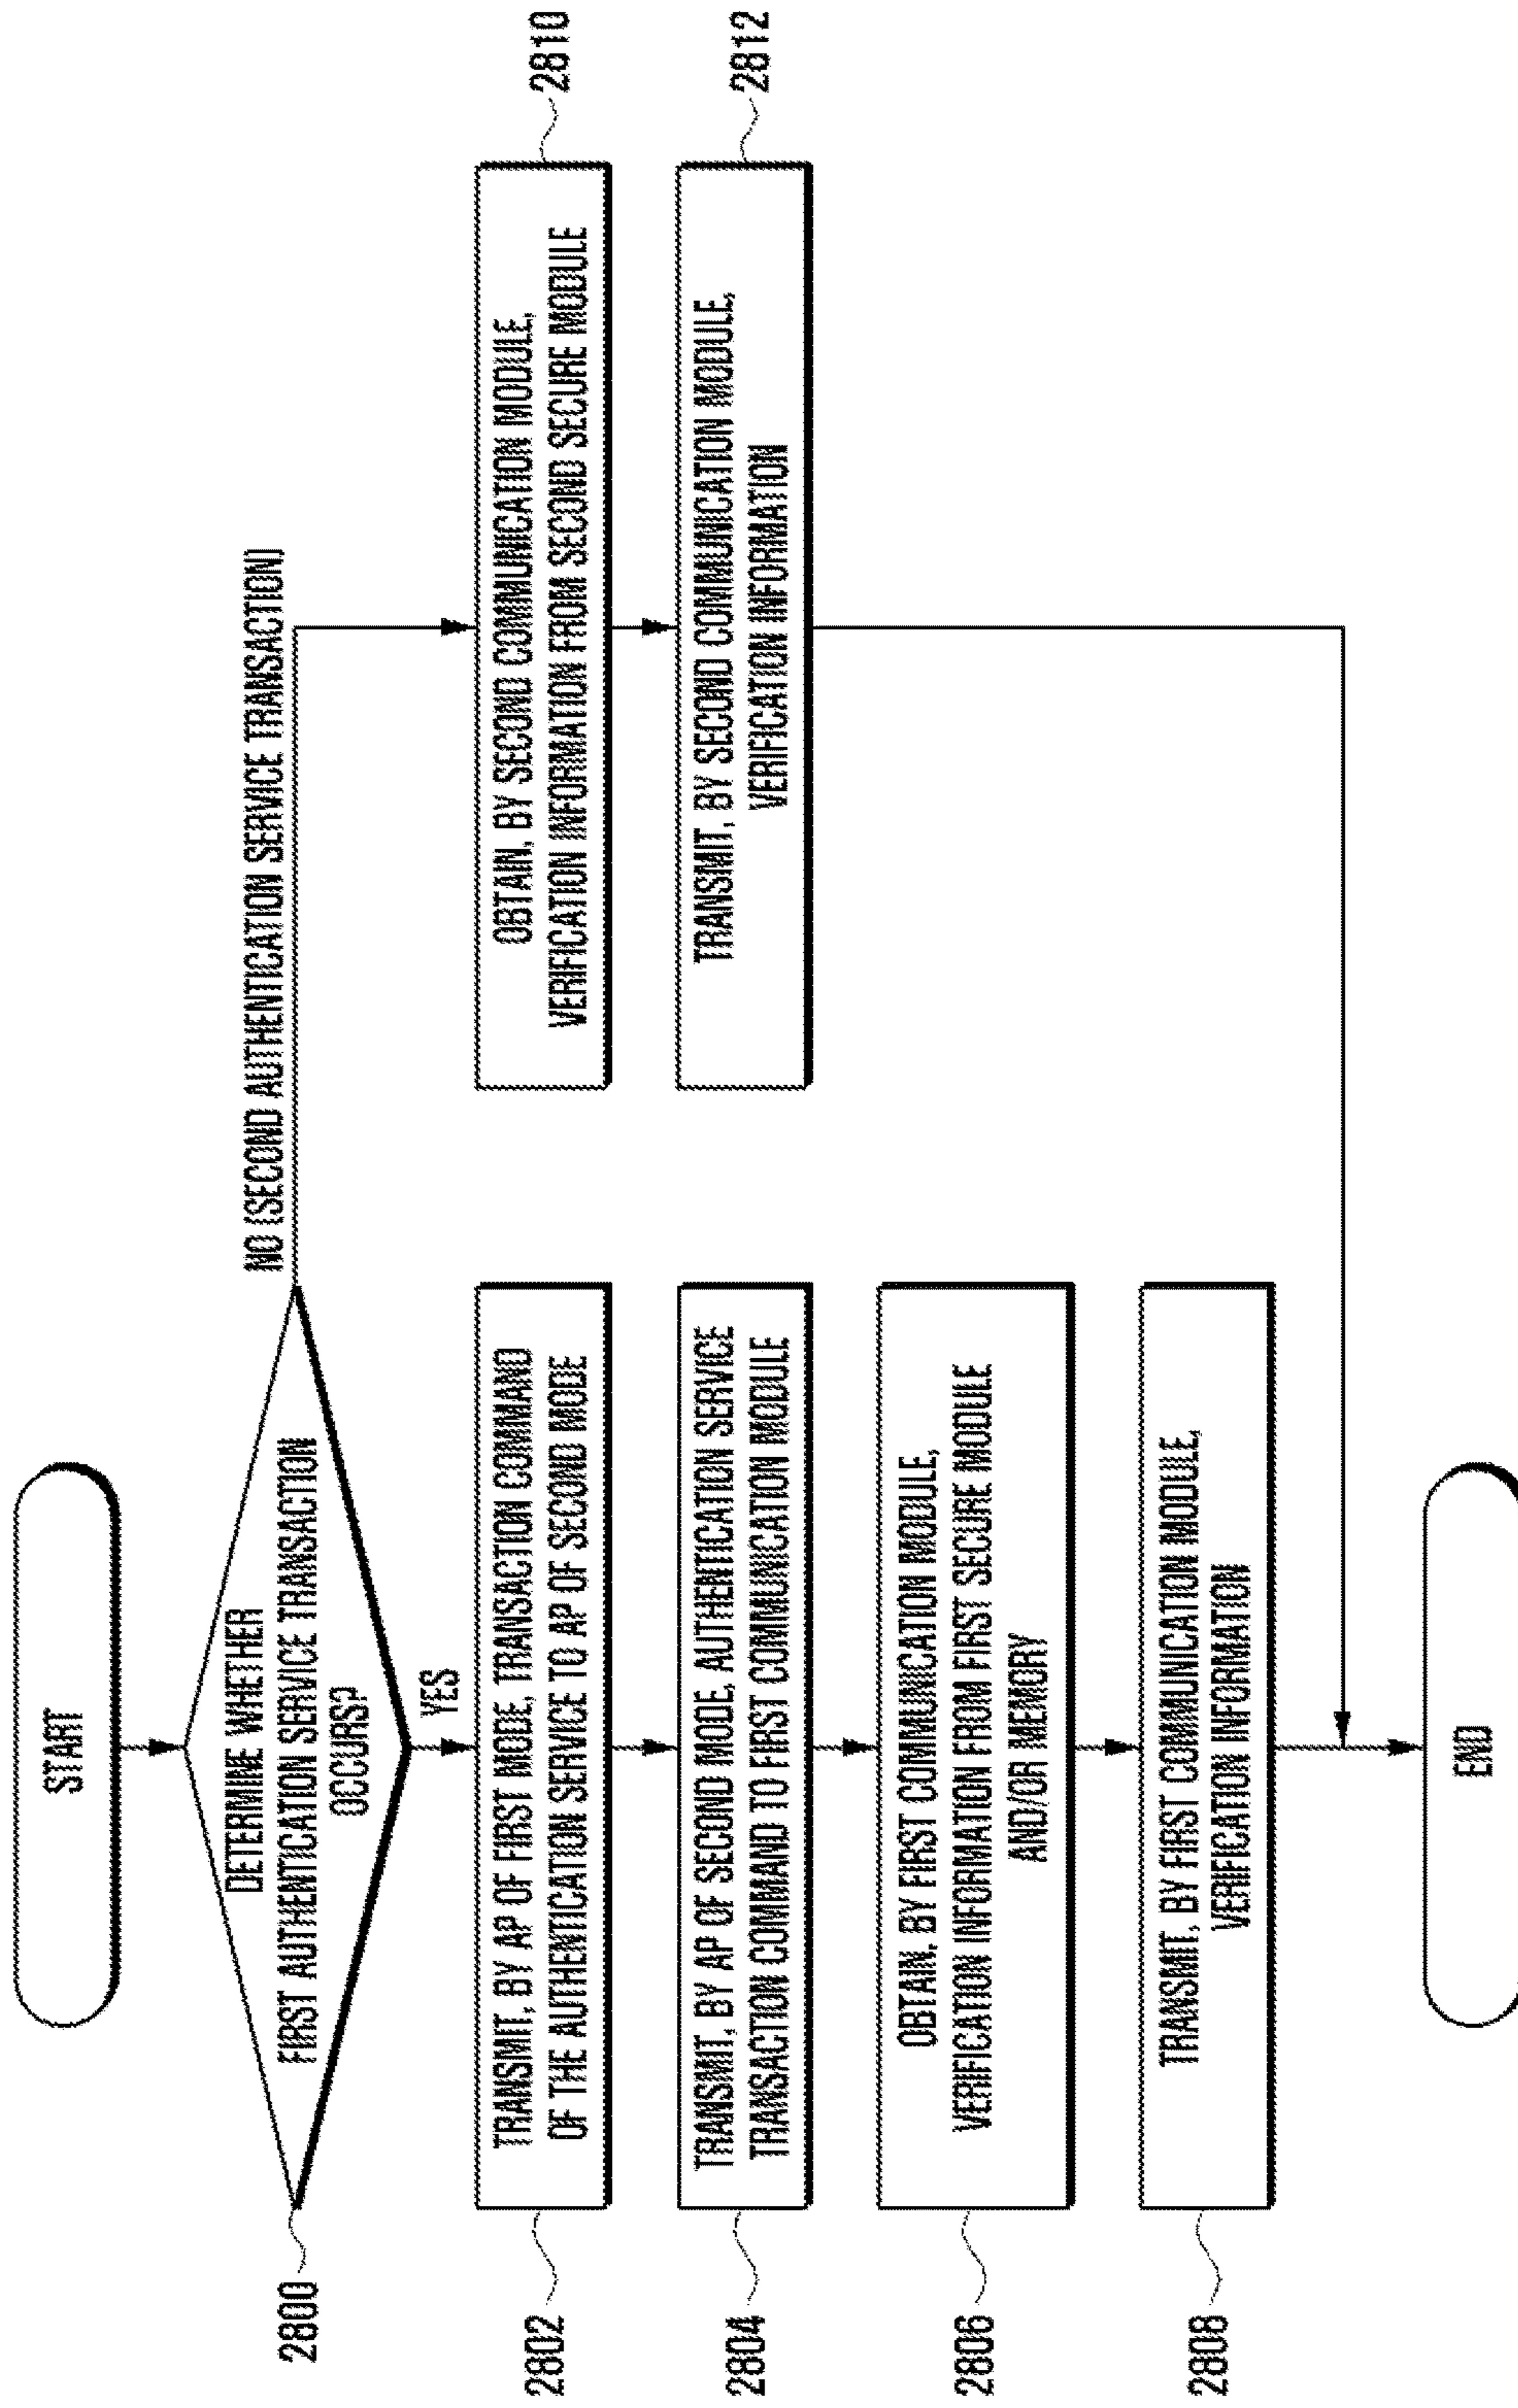 START
2800
DETERMINE WHETHER
FIRST AUTHENTICATION SERVICE TRANSACTION
OCCURS?
NO (SECOND AUTHENTICATION SERVICE TRANSACTION)
YES
2802
TRANSMIT, BY AP OF FIRST MODE, TRANSACTION COMMAND
OF THE AUTHENTICATION SERVICE TO AP OF SECOND MODE
2804
TRANSMIT, BY AP OF SECOND MODE, AUTHENTICATION SERVICE
TRANSACTION COMMAND TO FIRST COMMUNICATION MODULE
2806
OBTAIN, BY FIRST COMMUNICATION MODULE,
VERIFICATION INFORMATION FROM FIRST SECURE MODULE
AND/OR MEMORY
2808
TRANSMIT, BY FIRST COMMUNICATION MODULE,
VERIFICATION INFORMATION
OBTAIN, BY SECOND COMMUNICATION MODULE,
VERIFICATION INFORMATION FROM SECOND SECURE MODULE
2810
TRANSMIT, BY SECOND COMMUNICATION MODULE,
VERIFICATION INFORMATION
2812
END